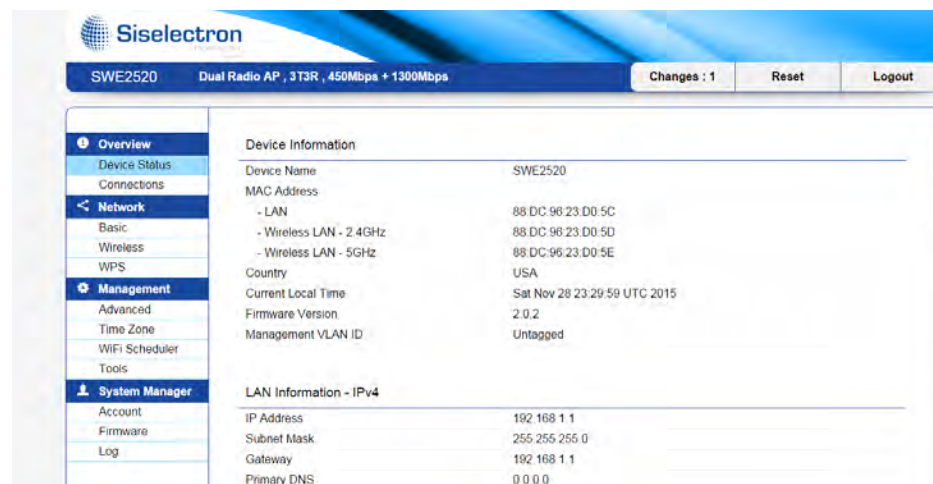 Siselectron
SWE2520 Dual Radio AP , 3T3R , 450Mbps + 1300Mbps Changes : 1 Reset Logout
Overview
Device Status
Connections
Network
Basic
Wireless
WPS
Management
Advanced
Time Zone
WiFi Scheduler
Tools
System Manager
Account
Firmware
Log
Device Information
Device Name SWE2520
MAC Address
- LAN 88:DC:96:23:D0:5C
- Wireless LAN - 2.4GHz 88:DC:96:23:D0:5D
- Wireless LAN - 5GHz 88:DC:96:23:D0:5E
Country USA
Current Local Time Sat Nov 28 23:29:59 UTC 2015
Firmware Version 2.0.2
Management VLAN ID Untagged
LAN Information - IPv4
IP Address 192.168.1.1
Subnet Mask 255.255.255.0
Gateway 192.168.1.1
Primary DNS 0.0.0.0